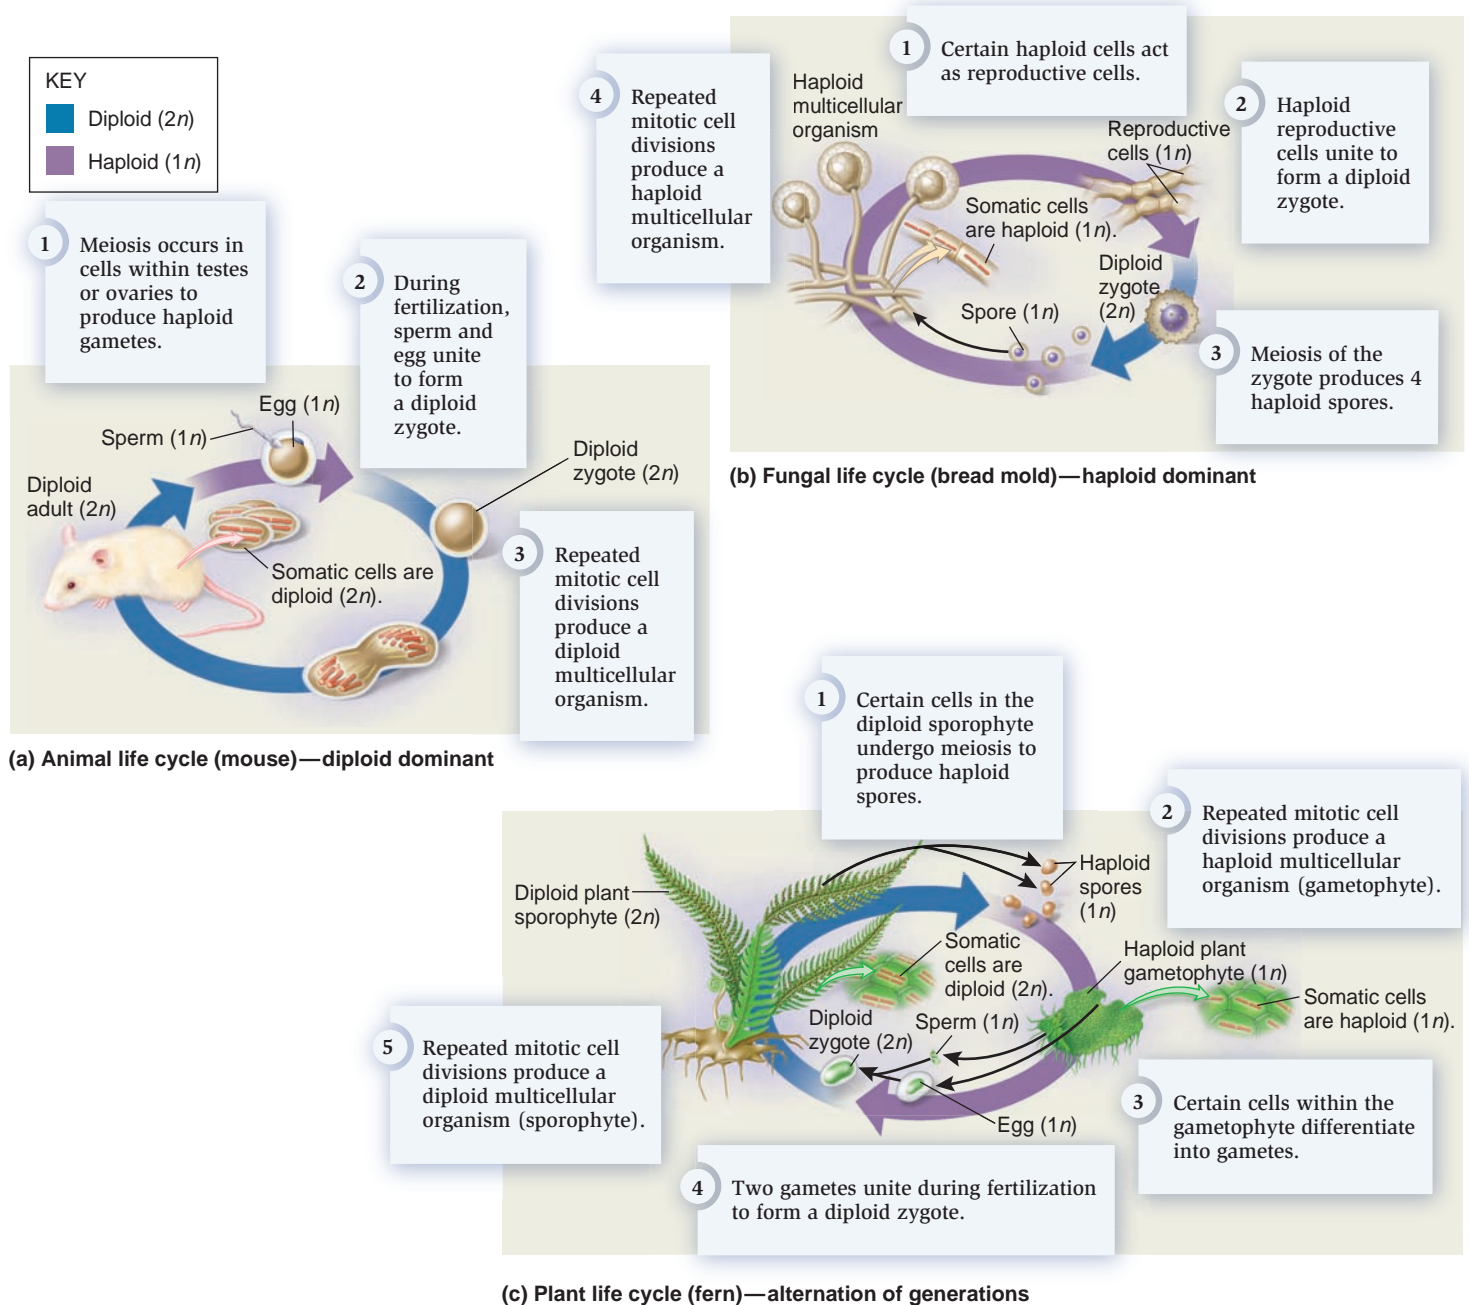 KEY
Diploid (2n)
Haploid (1n)
1 Meiosis occurs in
cells within testes
or ovaries to
produce haploid
gametes.
2 During
fertilization,
sperm and
egg unite
to form
a diploid
zygote.
Egg (1n)
Sperm (1n)
Diploid
adult (2n)
Diploid
zygote (2n)
Somatic cells are
diploid (2n).
3 Repeated
mitotic cell
divisions
produce a
diploid
multicellular
organism.
(a) Animal life cycle (mouse)—diploid dominant
1 Certain haploid cells act
as reproductive cells.
4 Repeated
mitotic cell
divisions
produce a
haploid
multicellular
organism.
Haploid
multicellular
organism
Reproductive
cells (1n)
2 Haploid
reproductive
cells unite to
form a diploid
zygote.
Somatic cells
are haploid (1n).
Diploid
zygote
(2n)
Spore (1n)
3 Meiosis of the
zygote produces 4
haploid spores.
(b) Fungal life cycle (bread mold)—haploid dominant
1 Certain cells in the
diploid sporophyte
undergo meiosis to
produce haploid
spores.
2 Repeated mitotic cell
divisions produce a
haploid multicellular
organism (gametophyte).
Diploid plant
sporophyte (2n)
Haploid
spores
(1n)
Somatic
cells are
diploid (2n).
Haploid plant
gametophyte (1n)
Somatic cells
are haploid (1n).
Diploid
zygote (2n)
Sperm (1n)
Egg (1n)
5 Repeated mitotic cell
divisions produce a
diploid multicellular
organism (sporophyte).
3 Certain cells within the
gametophyte differentiate
into gametes.
4 Two gametes unite during fertilization
to form a diploid zygote.
(c) Plant life cycle (fern)—alternation of generations